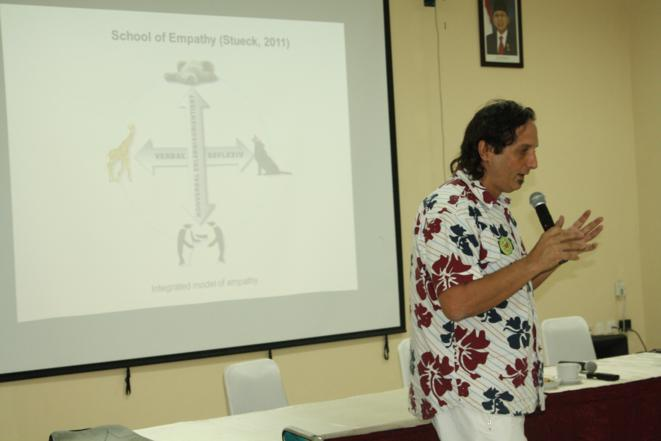 School of Empathy (Stueck, 2011)
VERBAL REFLEXIV
Integrated model of empathy